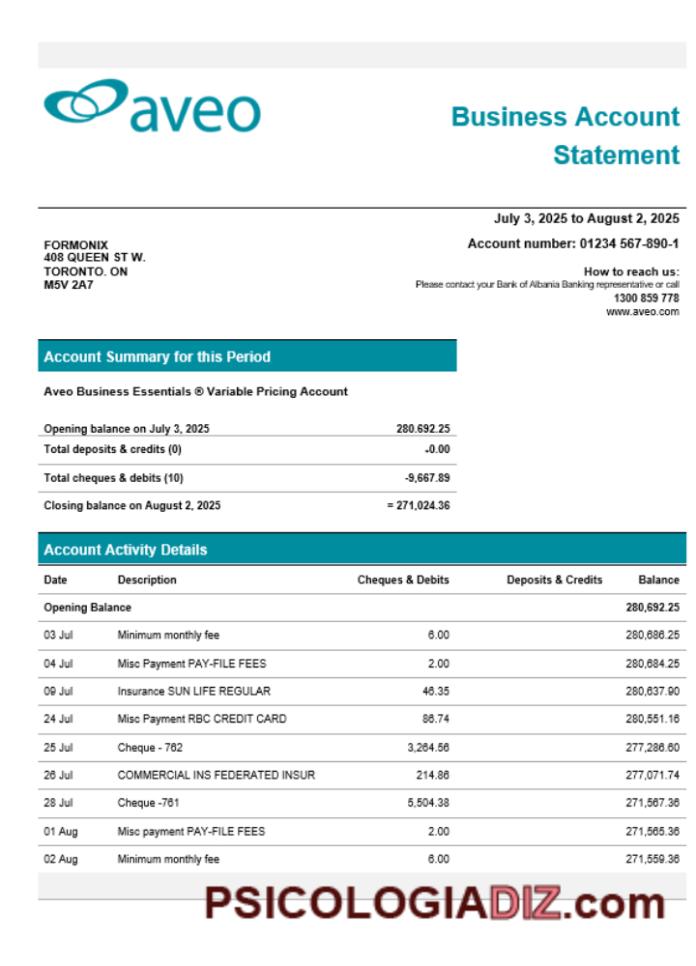 aveo
Business Account
Statement
July 3, 2025 to August 2, 2025
FORMONIX
408 QUEEN ST W.
TORONTO. ON
M5V 2A7
Account number: 01234 567-890-1
How to reach us:
Please contact your Bank of Albania Banking representative or call
1300 859 778
www.aveo.com
Account Summary for this Period
Aveo Business Essentials ® Variable Pricing Account
Opening balance on July 3, 2025 280.692.25
Total deposits & credits (0) -0.00
Total cheques & debits (10) -9,667.89
Closing balance on August 2, 2025 = 271,024.36
Account Activity Details
Date Description Cheques & Debits Deposits & Credits Balance
Opening Balance 280,692.25
03 Jul Minimum monthly fee 6.00 280,686.25
04 Jul Misc Payment PAY-FILE FEES 2.00 280,684.25
09 Jul Insurance SUN LIFE REGULAR 46.35 280,637.90
24 Jul Misc Payment RBC CREDIT CARD 86.74 280,551.16
25 Jul Cheque - 762 3,264.56 277,286.60
26 Jul COMMERCIAL INS FEDERATED INSUR 214.86 277,071.74
28 Jul Cheque -761 5,504.38 271,567.36
01 Aug Misc payment PAY-FILE FEES 2.00 271,565.36
02 Aug Minimum monthly fee 6.00 271,559.36
PSICOLOGIADIZ.com